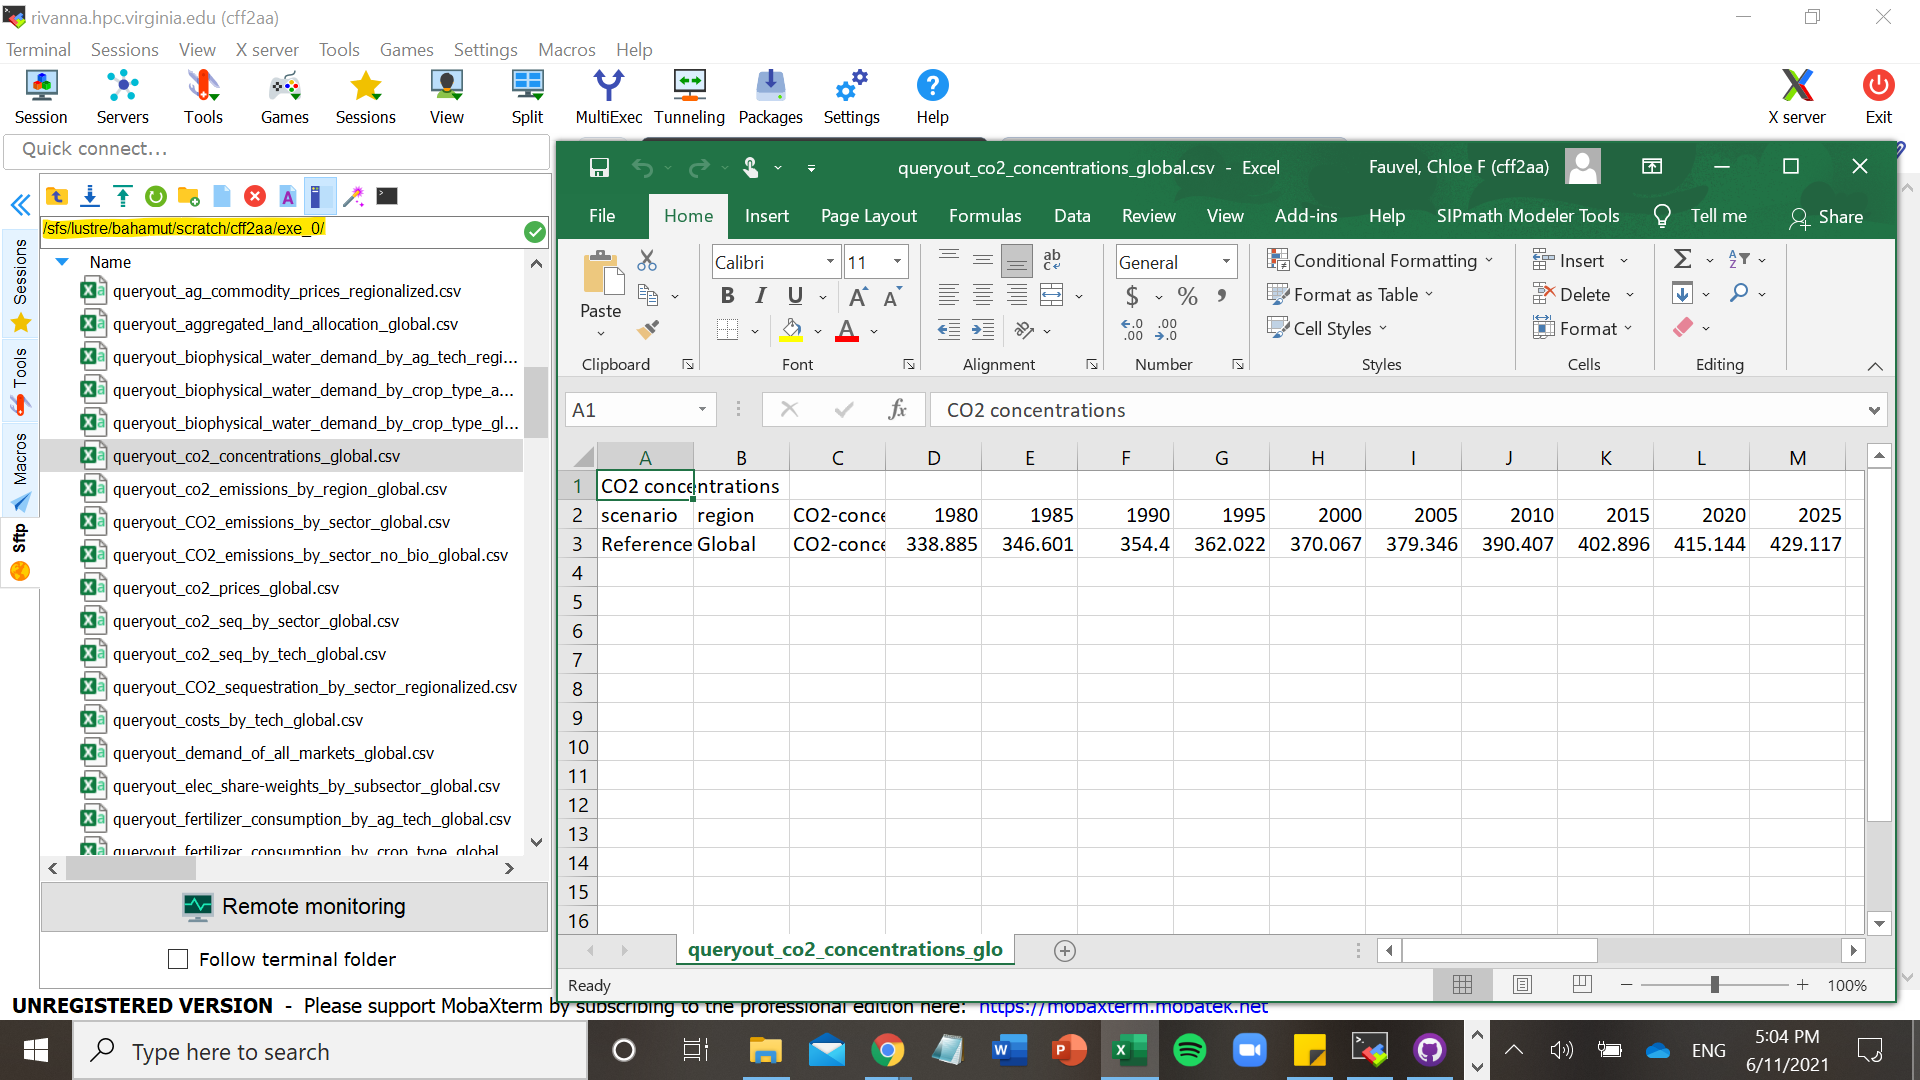 rivanna.hpc.virginia.edu (cff2aa)
Terminal Sessions View X server Tools Games Settings Macros Help
Session Servers Tools Games Sessions View Split MultiExec Tunneling Packages Settings Help X server Exit
Quick connect...
/sfs/lustre/bahamut/scratch/cff2aa/exe_0/
Name
queryout_ag_commodity_prices_regionalized.csv
queryout_aggregated_land_allocation_global.csv
queryout_biophysical_water_demand_by_ag_tech_regi...
queryout_biophysical_water_demand_by_crop_type_a...
queryout_biophysical_water_demand_by_crop_type_gl...
queryout_co2_concentrations_global.csv
queryout_co2_emissions_by_region_global.csv
queryout_CO2_emissions_by_sector_global.csv
queryout_CO2_emissions_by_sector_no_bio_global.csv
queryout_co2_prices_global.csv
queryout_co2_seq_by_sector_global.csv
queryout_co2_seq_by_tech_global.csv
queryout_CO2_sequestration_by_sector_regionalized.csv
queryout_costs_by_tech_global.csv
queryout_demand_of_all_markets_global.csv
queryout_elec_share-weights_by_subsector_global.csv
queryout_fertilizer_consumption_by_ag_tech_global.csv
queryout_fertilizer_consumption_by_crop_type_global
Sessions
Tools
Macros
Sftp
Remote monitoring
Follow terminal folder
queryout_co2_concentrations_global.csv - Excel
Fauvel, Chloe F (cff2aa)
File Home Insert Page Layout Formulas Data Review View Add-ins Help SIPmath Modeler Tools Tell me Share
Paste
Calibri 11
B I U A A
ab
c
General
$ % ,
Conditional Formatting
Format as Table
Cell Styles
Insert
Delete
Format
Clipboard Font Alignment Number Styles Cells Editing
A1 fx CO2 concentrations
A B C D E F G H I J K L M
1 CO2 concentrations
2 scenario region CO2-conce 1980 1985 1990 1995 2000 2005 2010 2015 2020 2025
3 Reference Global CO2-conce 338.885 346.601 354.4 362.022 370.067 379.346 390.407 402.896 415.144 429.117
4
5
6
7
8
9
10
11
12
13
14
15
16
queryout_co2_concentrations_glo
Ready
100%
UNREGISTERED VERSION - Please support MobaXterm by subscribing to the professional edition here: https://mobaxterm.mobatek.net
Type here to search
ENG
5:04 PM
6/11/2021